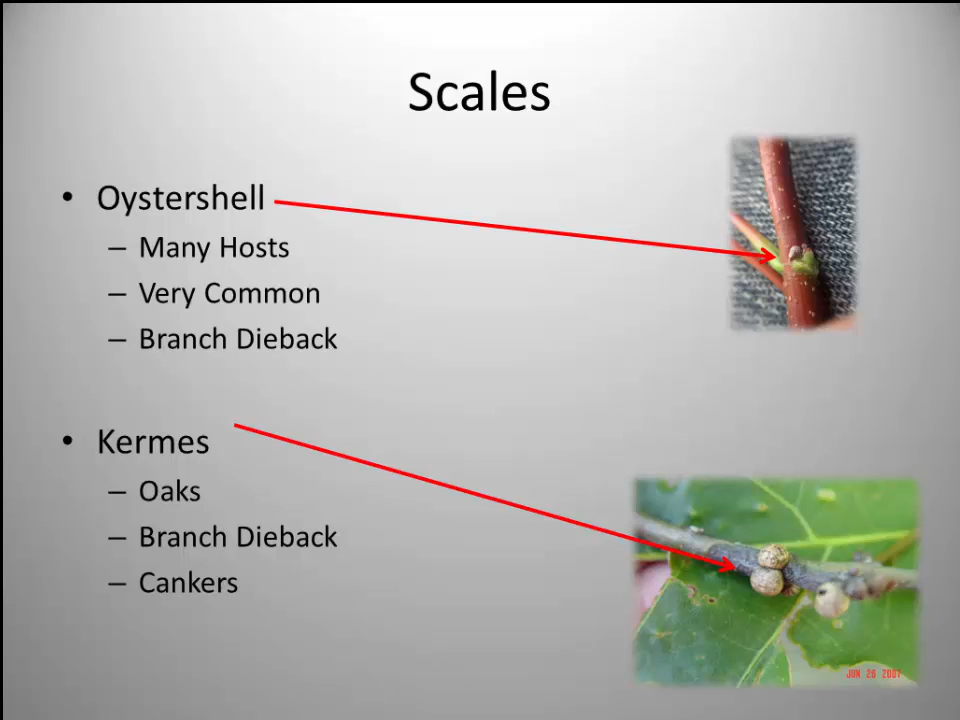 Scales
• Oystershell
– Many Hosts
– Very Common
– Branch Dieback
• Kermes
– Oaks
– Branch Dieback
– Cankers
JUN 26 2007